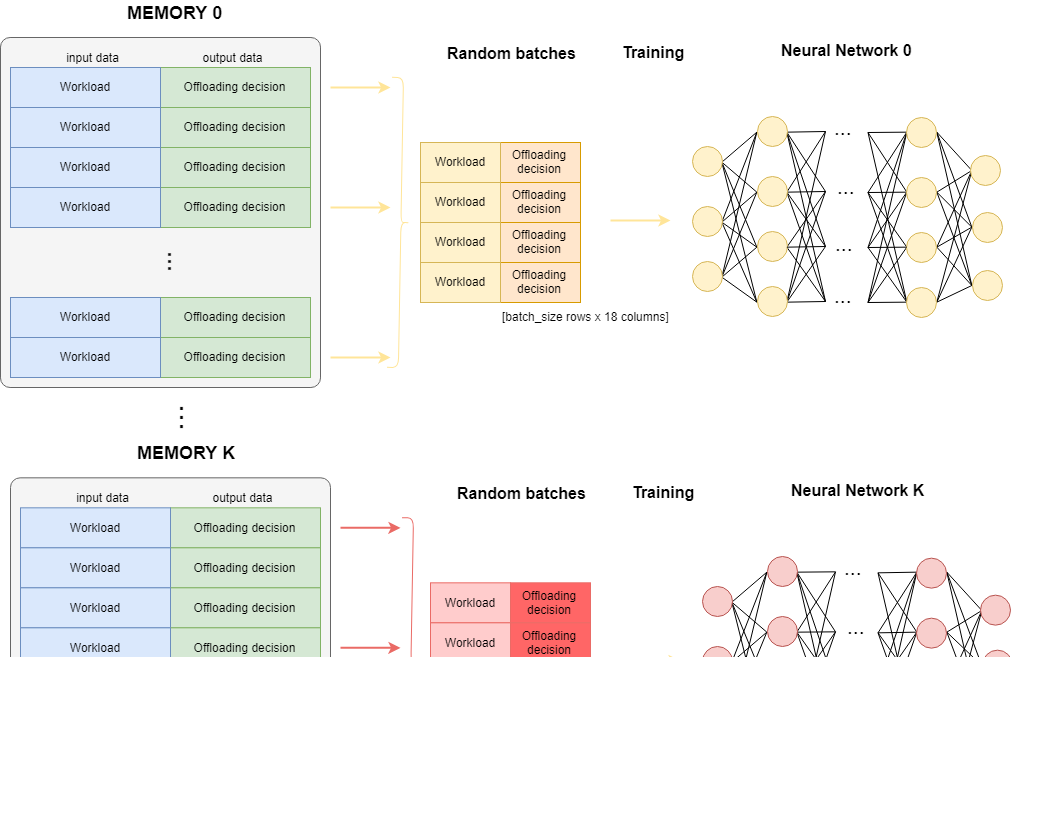 MEMORY 0
Random batches
Training
Neural Network 0
input data
output data
Workload
Offloading decision
Workload
Offloading decision
Workload
Offloading decision
Workload
Offloading decision
⋮
Workload
Offloading decision
Workload
Offloading decision
Workload
Offloading
decision
Workload
Offloading
decision
Workload
Offloading
decision
Workload
Offloading
decision
[batch_size rows x 18 columns]
...
...
...
...
⋮
MEMORY K
Random batches
Training
Neural Network K
input data
output data
Workload
Offloading decision
Workload
Offloading decision
Workload
Offloading decision
Workload
Offloading decision
Workload
Offloading
decision
Workload
Offloading
decision
...
...